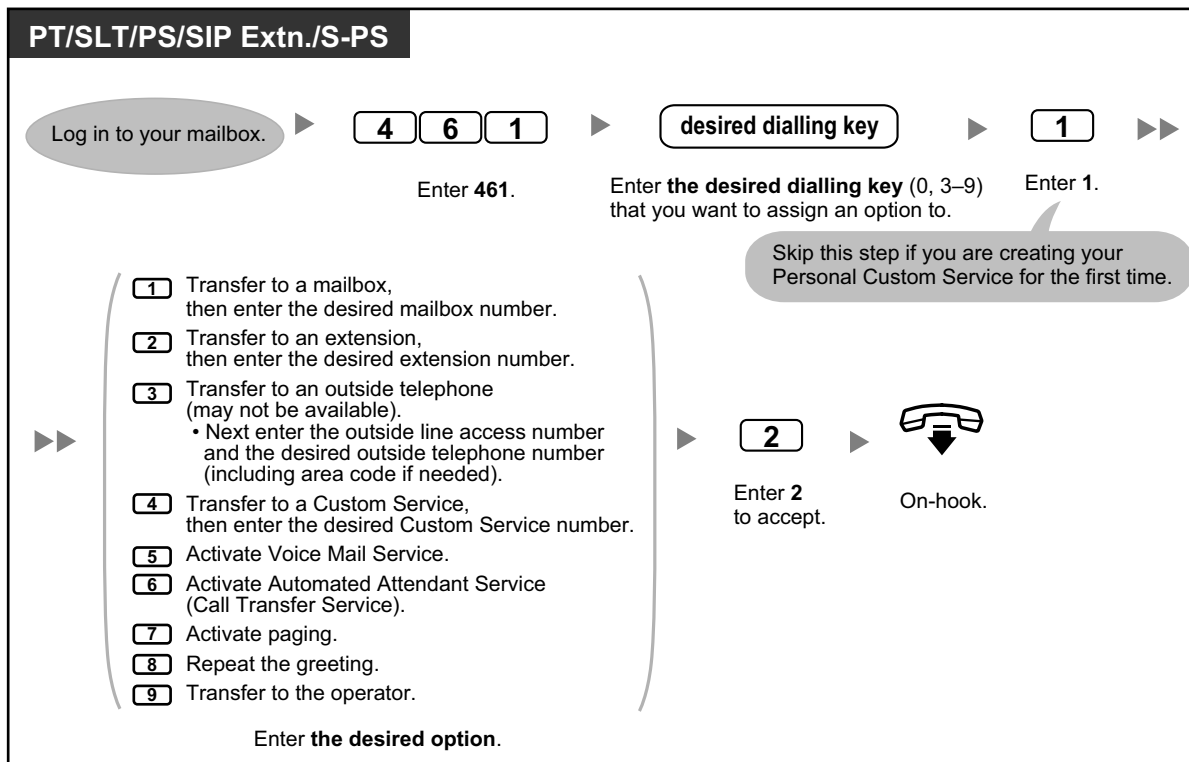 PT/SLT/PS/SIP Extn./S-PS
Log in to your mailbox.
4 6 1
desired dialling key
1
Enter 461.
Enter the desired dialling key (0, 3–9)
that you want to assign an option to.
Enter 1.
Skip this step if you are creating your
Personal Custom Service for the first time.
1 Transfer to a mailbox,
then enter the desired mailbox number.
2 Transfer to an extension,
then enter the desired extension number.
3 Transfer to an outside telephone
(may not be available).
• Next enter the outside line access number
and the desired outside telephone number
(including area code if needed).
4 Transfer to a Custom Service,
then enter the desired Custom Service number.
5 Activate Voice Mail Service.
6 Activate Automated Attendant Service
(Call Transfer Service).
7 Activate paging.
8 Repeat the greeting.
9 Transfer to the operator.
Enter the desired option.
2
Enter 2
to accept.
On-hook.